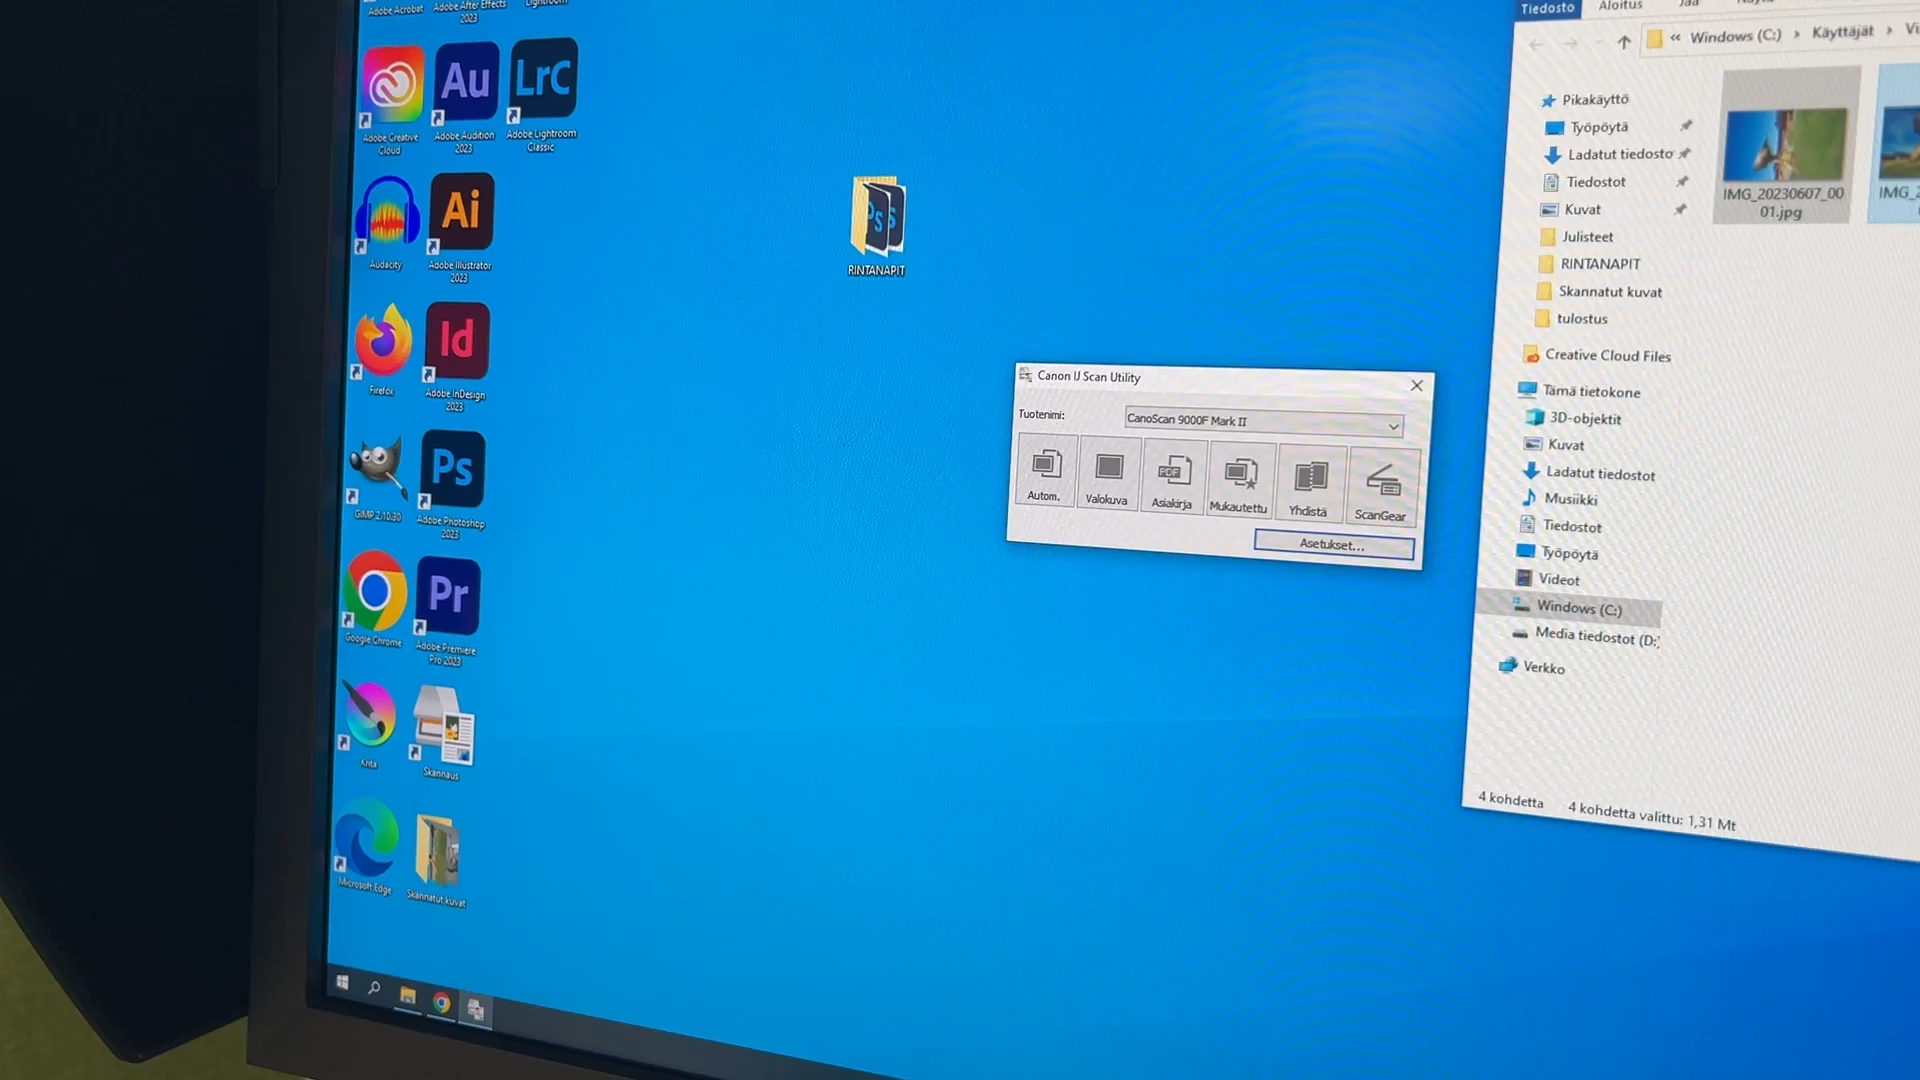 Adobe Acrobat
Adobe After Effects
2023
Lightroom
Au
LrC
Adobe Creative
Cloud
Adobe Audition
2023
Adobe Lightroom
Classic
Ai
Audacity
Adobe Illustrator
2023
Id
Firefox
Adobe InDesign
2023
Ps
GIMP 2.10.30
Adobe Photoshop
2023
Pr
Google Chrome
Adobe Premiere
Pro 2023
Krita
Skannaus
Microsoft Edge
Skannatut kuvat
Ps
S
RINTANAPIT
Canon IJ Scan Utility
Tuotenimi:
CanoScan 9000F Mark II
PDF
Autom.
Valokuva
Asiakirja
Mukautettu
Yhdistä
ScanGear
Asetukset...
Tiedosto
Aloitus
Jaa
« Windows (C:) › Käyttäjät ›
Pikakäyttö
Työpöytä
Ladatut tiedosto
Tiedostot
Kuvat
Julisteet
RINTANAPIT
Skannatut kuvat
tulostus
Creative Cloud Files
Tämä tietokone
3D-objektit
Kuvat
Ladatut tiedostot
Musiikki
Tiedostot
Työpöytä
Videot
Windows (C:)
Media tiedostot (D:)
Verkko
IMG_20230607_00
01.jpg
IMG_2
4 kohdetta
4 kohdetta valittu: 1,31 Mt